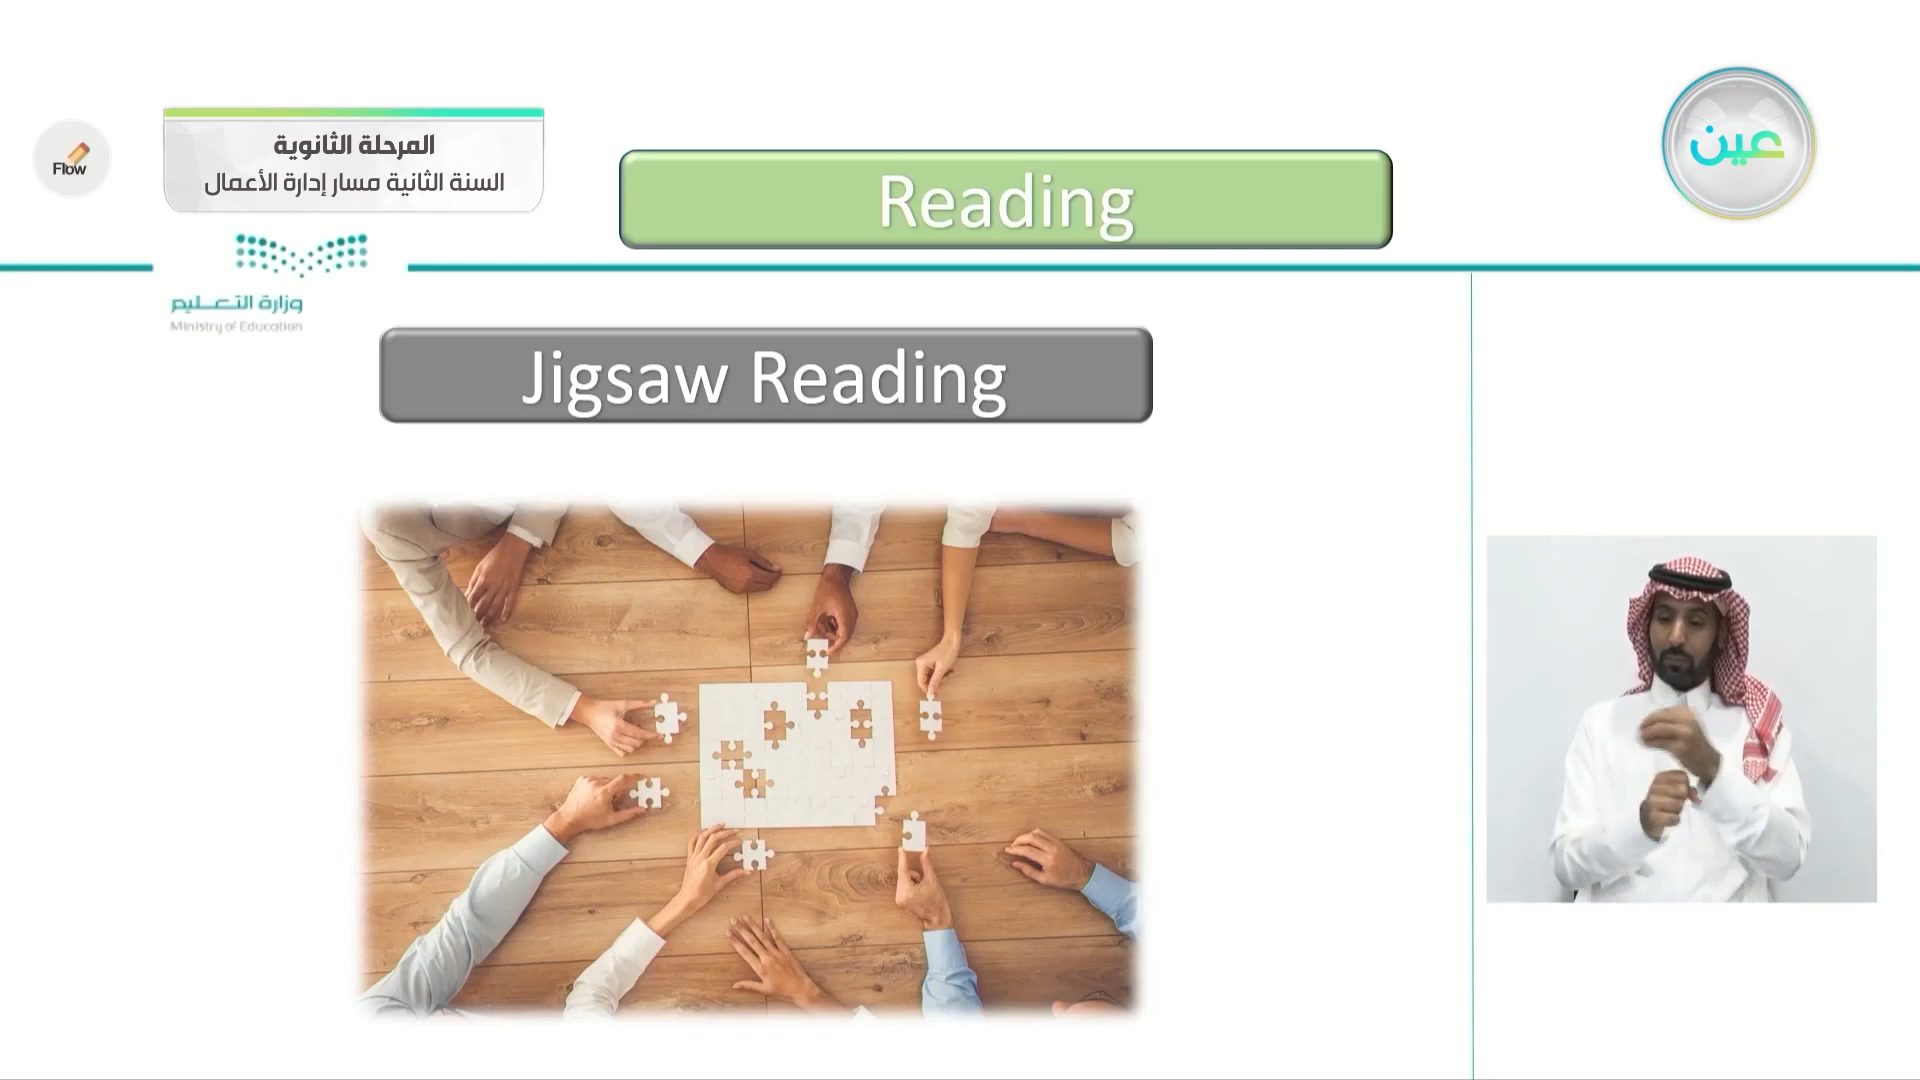 Flow
المرحلة الثانوية
السنة الثانية مسار إدارة الأعمال
Reading
عين
وزارة التعليم
Ministry of Education
Jigsaw Reading